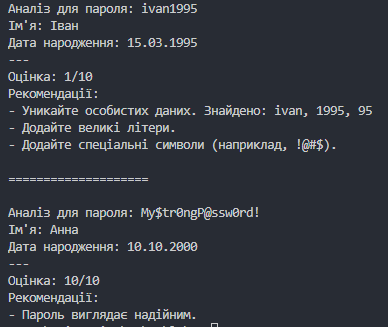 Аналіз для пароля: ivan1995
Ім'я: Іван
Дата народження: 15.03.1995
---
Оцінка: 1/10
Рекомендації:
- Уникайте особистих даних. Знайдено: ivan, 1995, 95
- Додайте великі літери.
- Додайте спеціальні символи (наприклад, !@#$).
====================
Аналіз для пароля: My$tr0ngP@ssw0rd!
Ім'я: Анна
Дата народження: 10.10.2000
---
Оцінка: 10/10
Рекомендації:
- Пароль виглядає надійним.